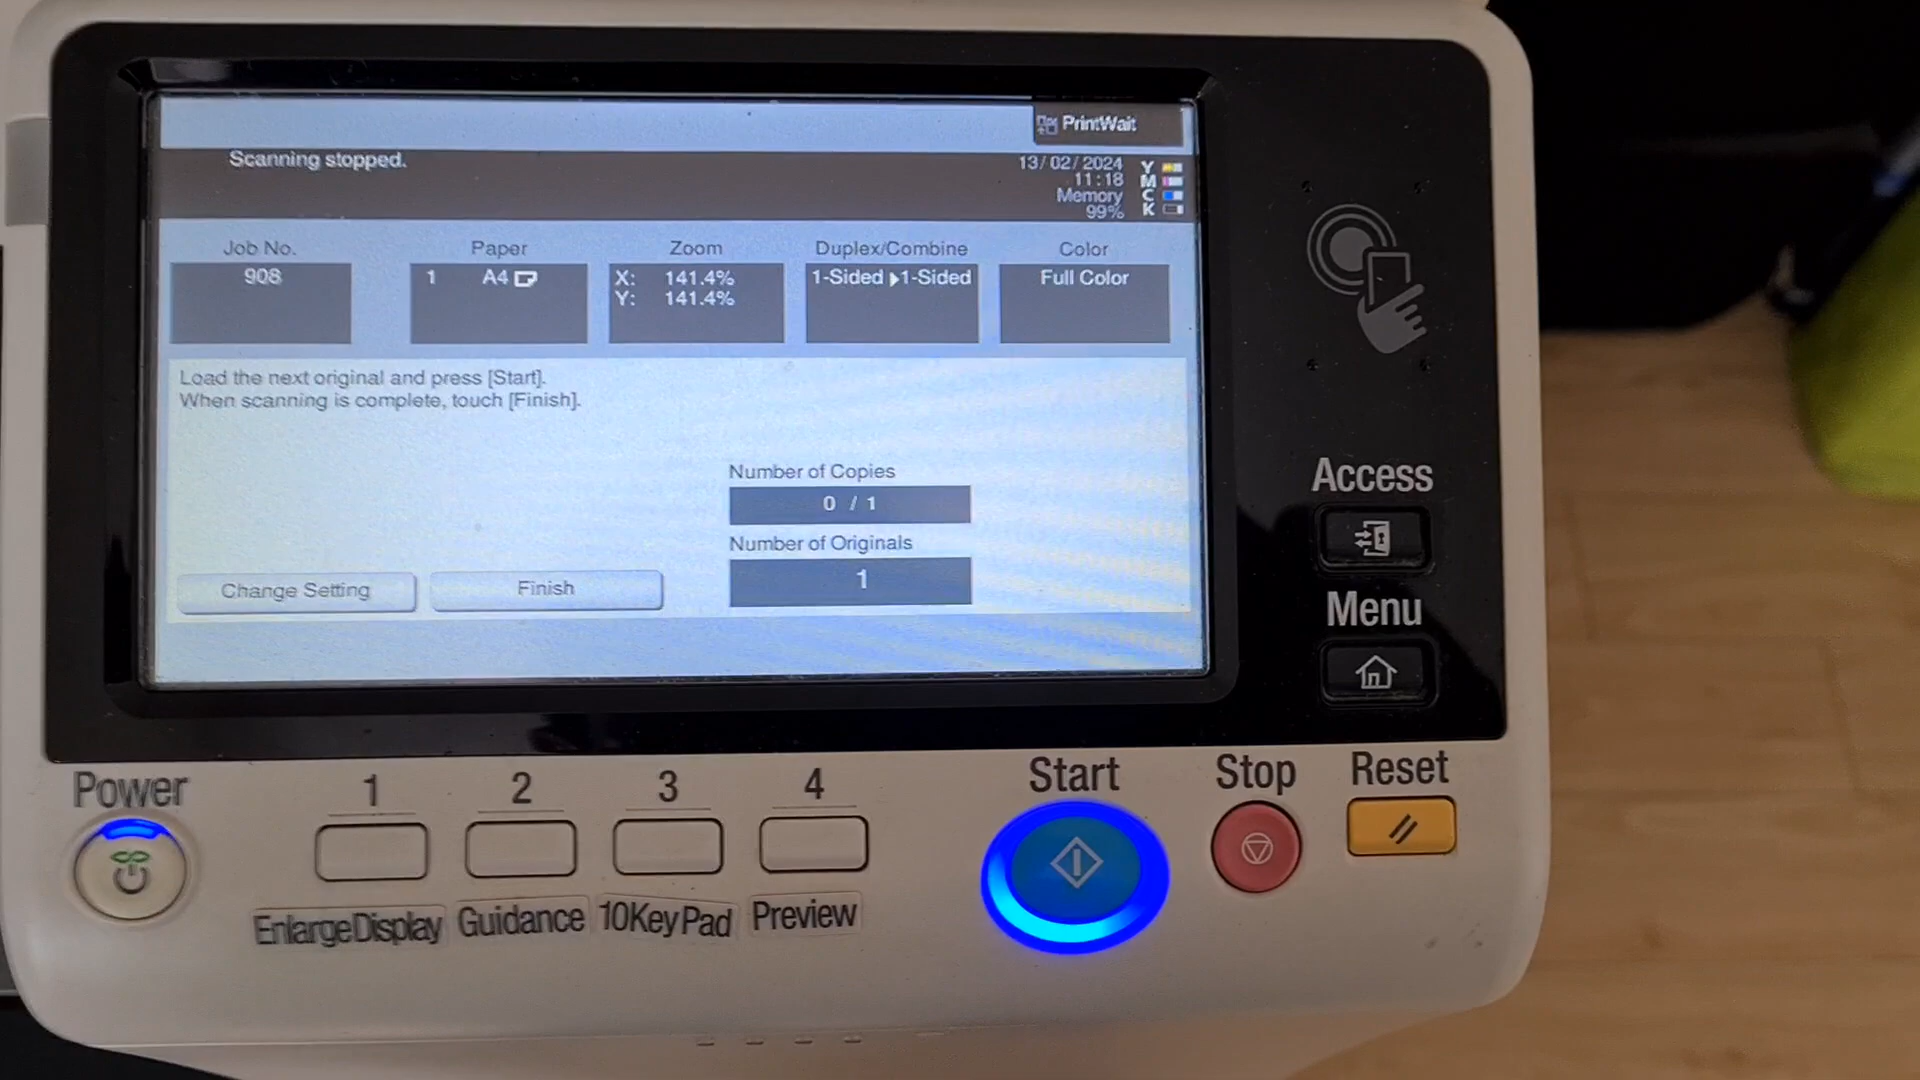 PrintWait
Scanning stopped.
13/02/2024
11:18
Memory
99%
Y
M
C
K
Job No.
908
Paper
1 A4
Zoom
X: 141.4%
Y: 141.4%
Duplex/Combine
1-Sided 1-Sided
Color
Full Color
Load the next original and press [Start].
When scanning is complete, touch [Finish].
Number of Copies
0 / 1
Number of Originals
1
Change Setting
Finish
Access
Menu
Power
1
2
3
4
Start
Stop
Reset
EnlargeDisplay
Guidance
10KeyPad
Preview